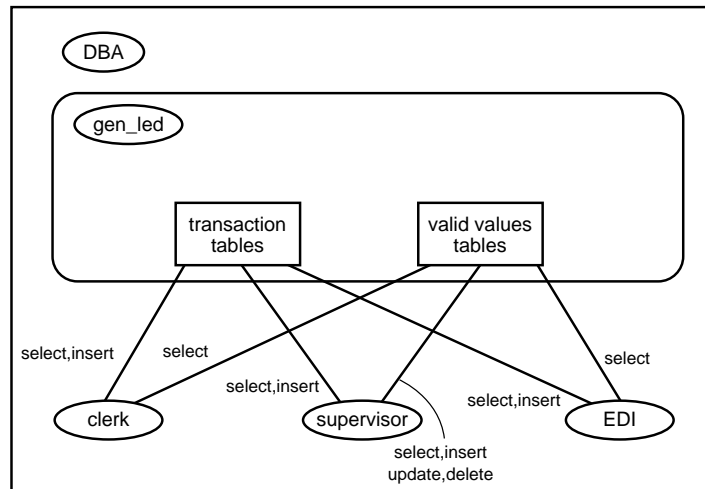 DBA
gen_led
transaction
tables
valid values
tables
select,insert
select
select
select,insert
select,insert
clerk
supervisor
EDI
select,insert
update,delete